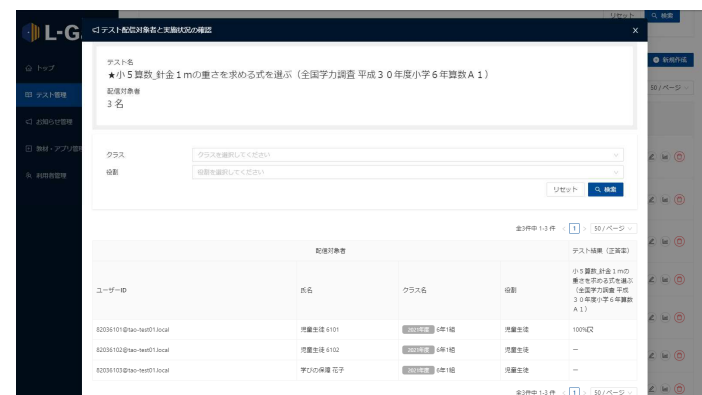 リセット
検索
L-G
テスト配信対象者と実施状況の確認
X
トップ
新規作成
テスト名
★小５算数_針金１mの重さを求める式を選ぶ（全国学力調査 平成３０年度小学６年算数Ａ１）
テスト管理
50 / ページ
配信対象者
3 名
お知らせ管理
教材・アプリ管理
クラス
クラスを選択してください
利用者管理
役割
役割を選択してください
リセット
検索
全3件中 1-3 件
1
50 / ページ
配信対象者
テスト結果（正答率）
ユーザーID
氏名
クラス名
役割
小５算数_針金１mの
重さを求める式を選ぶ
（全国学力調査 平成
３０年度小学６年算数
Ａ１）
82036101@tao-test01.local
児童生徒 6101
2021年度 6年1組
児童生徒
100%
82036102@tao-test01.local
児童生徒 6102
2021年度 6年1組
児童生徒
—
82036103@tao-test01.local
学びの保障 花子
2021年度 6年1組
児童生徒
—
全3件中 1-3 件
1
50 / ページ